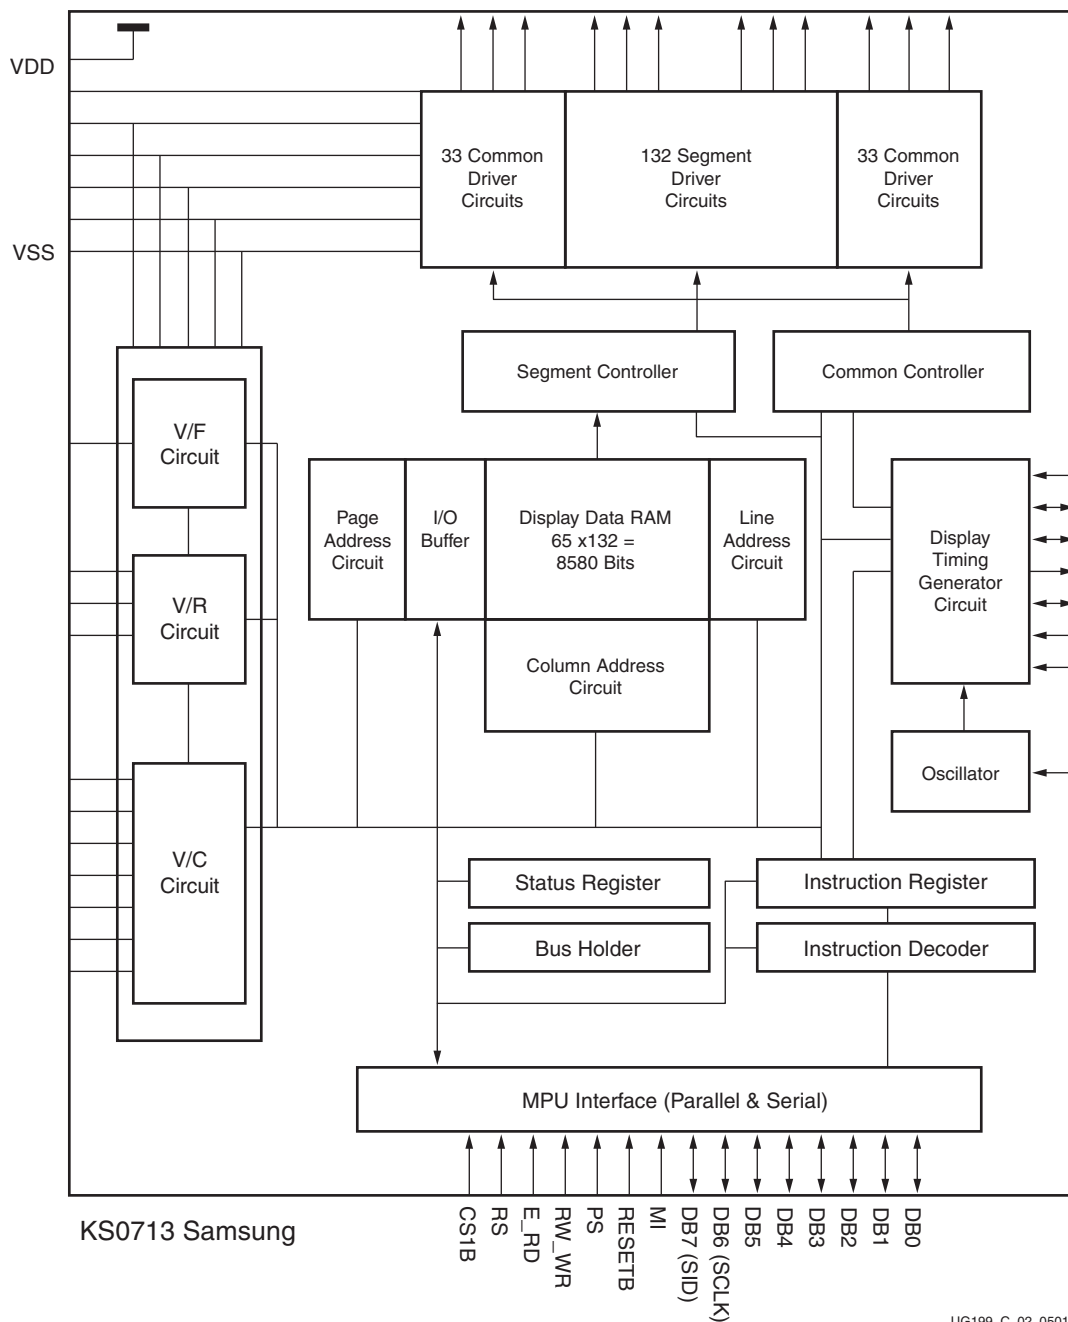 VDD
33 Common
Driver
Circuits
132 Segment
Driver
Circuits
33 Common
Driver
Circuits
VSS
Segment Controller
Common Controller
V/F
Circuit
Page
Address
Circuit
I/O
Buffer
Display Data RAM
65 x132 =
8580 Bits
Line
Address
Circuit
Display
Timing
Generator
Circuit
V/R
Circuit
Column Address
Circuit
Oscillator
V/C
Circuit
Status Register
Instruction Register
Bus Holder
Instruction Decoder
MPU Interface (Parallel & Serial)
CS1B
RS
E_RD
RW_WR
PS
RESETB
MI
DB7 (SID)
DB6 (SCLK)
DB5
DB4
DB3
DB2
DB1
DB0
KS0713 Samsung
UG199_C_02_0501